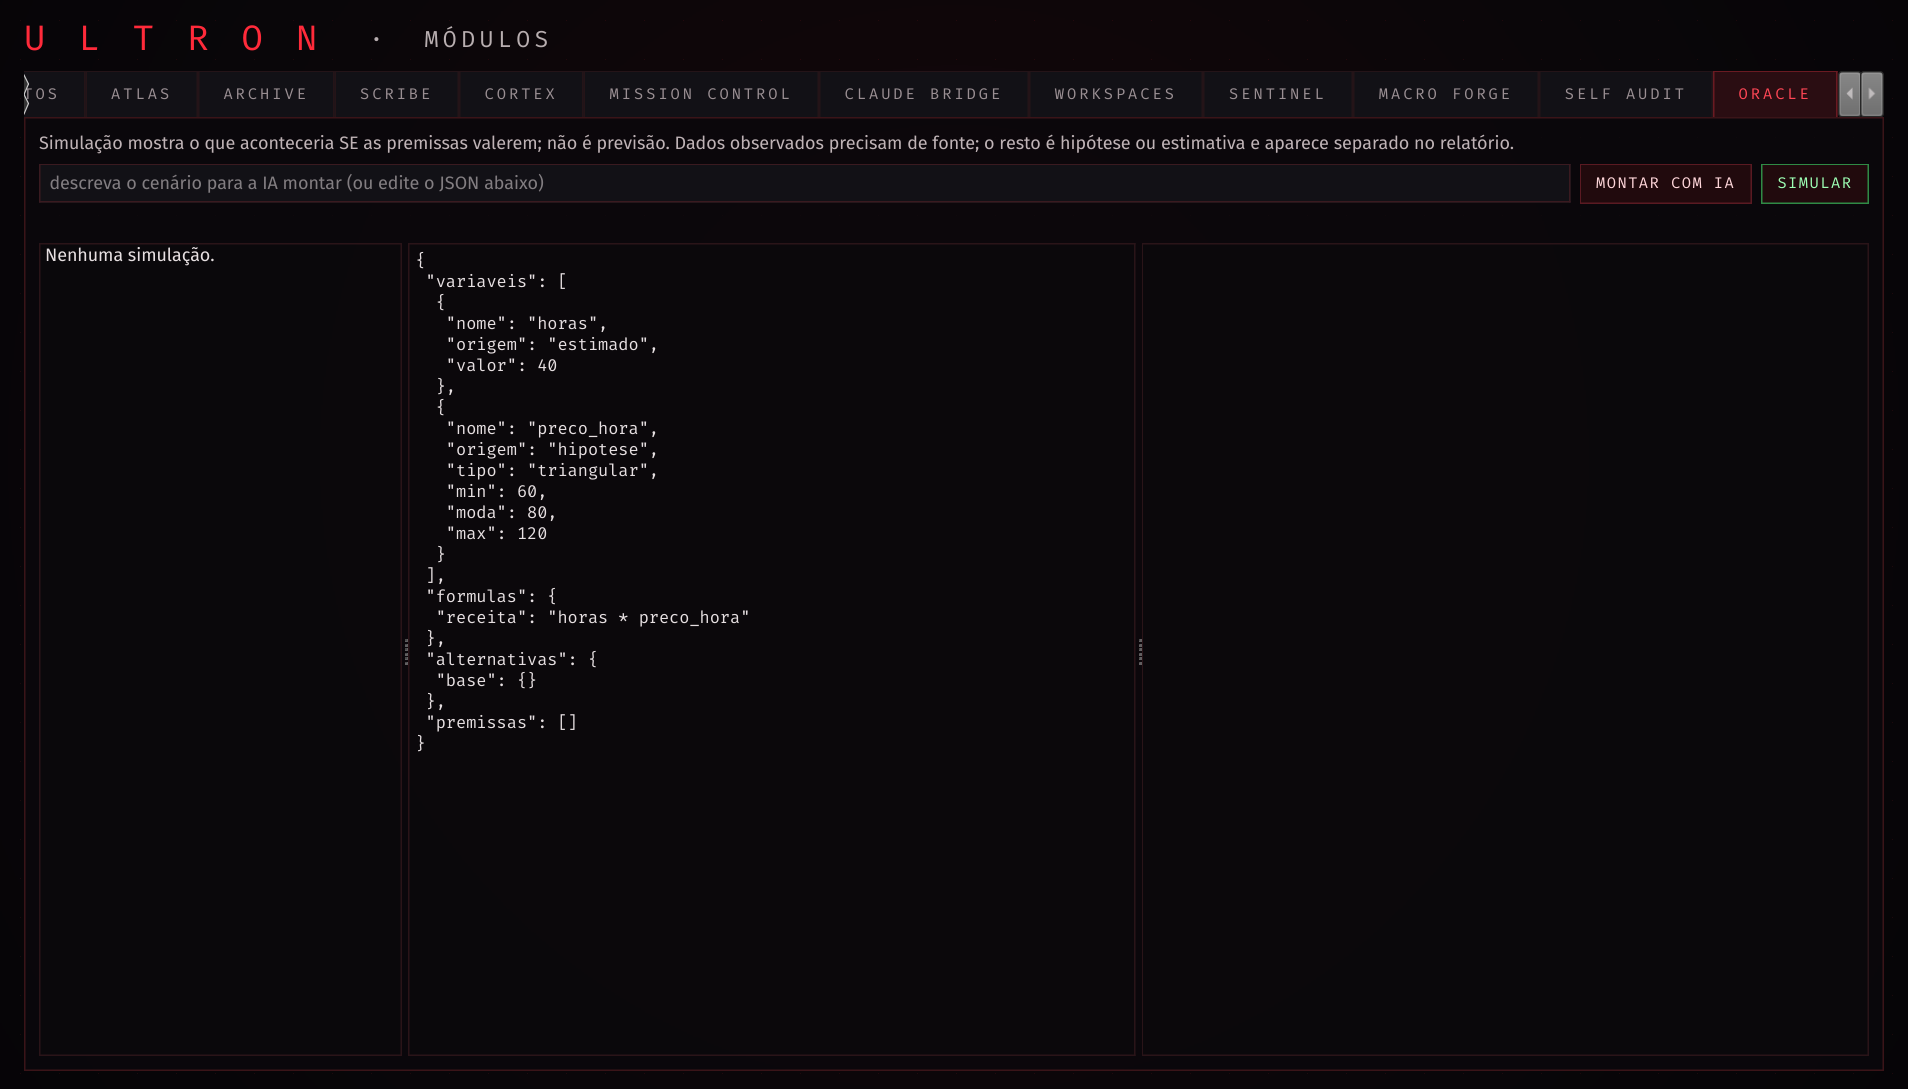 ULTRON · MÓDULOS
TOS ATLAS ARCHIVE SCRIBE CORTEX MISSION CONTROL CLAUDE BRIDGE WORKSPACES SENTINEL MACRO FORGE SELF AUDIT ORACLE
Simulação mostra o que aconteceria SE as premissas valerem; não é previsão. Dados observados precisam de fonte; o resto é hipótese ou estimativa e aparece separado no relatório.
descreva o cenário para a IA montar (ou edite o JSON abaixo) MONTAR COM IA SIMULAR
Nenhuma simulação.
{
"variaveis": [
{
"nome": "horas",
"origem": "estimado",
"valor": 40
},
{
"nome": "preco_hora",
"origem": "hipotese",
"tipo": "triangular",
"min": 60,
"moda": 80,
"max": 120
}
],
"formulas": {
"receita": "horas * preco_hora"
},
"alternativas": {
"base": {}
},
"premissas": []
}